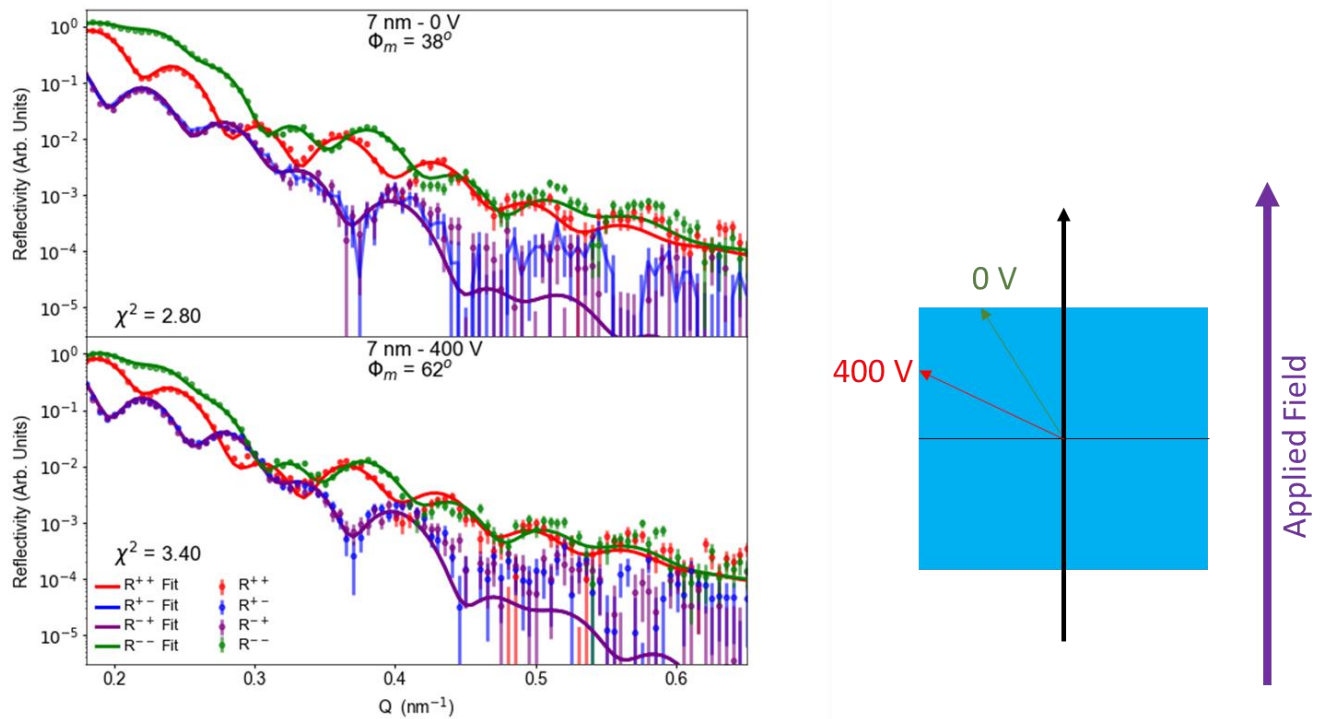 7 nm - 0 V
Φₘ = 38°
10⁰
10⁻¹
10⁻²
10⁻³
10⁻⁴
10⁻⁵
Reflectivity (Arb. Units)
χ² = 2.80
7 nm - 400 V
Φₘ = 62°
10⁰
10⁻¹
10⁻²
10⁻³
10⁻⁴
10⁻⁵
Reflectivity (Arb. Units)
χ² = 3.40
R⁺⁺ Fit
R⁺⁻ Fit
R⁻⁺ Fit
R⁻⁻ Fit
R⁺⁺
R⁺⁻
R⁻⁺
R⁻⁻
0.2 0.3 0.4 0.5 0.6
Q (nm⁻¹)
0 V
400 V
Applied Field